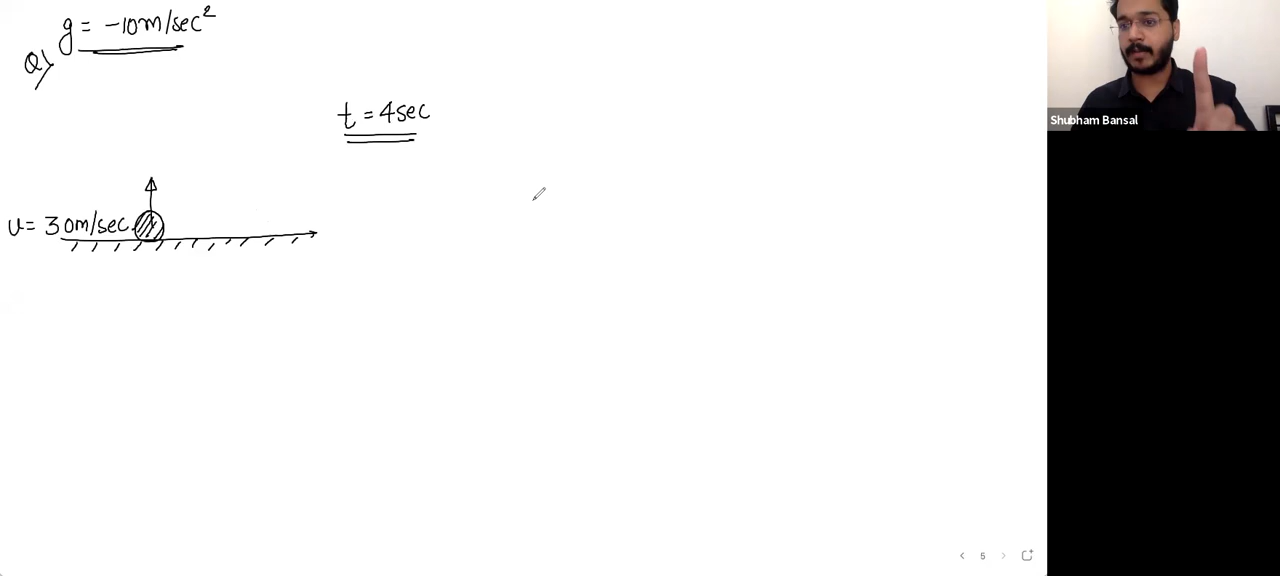 g = -10m/sec²
Q)
t = 4sec
u = 30m/sec
Shubham Bansal
5